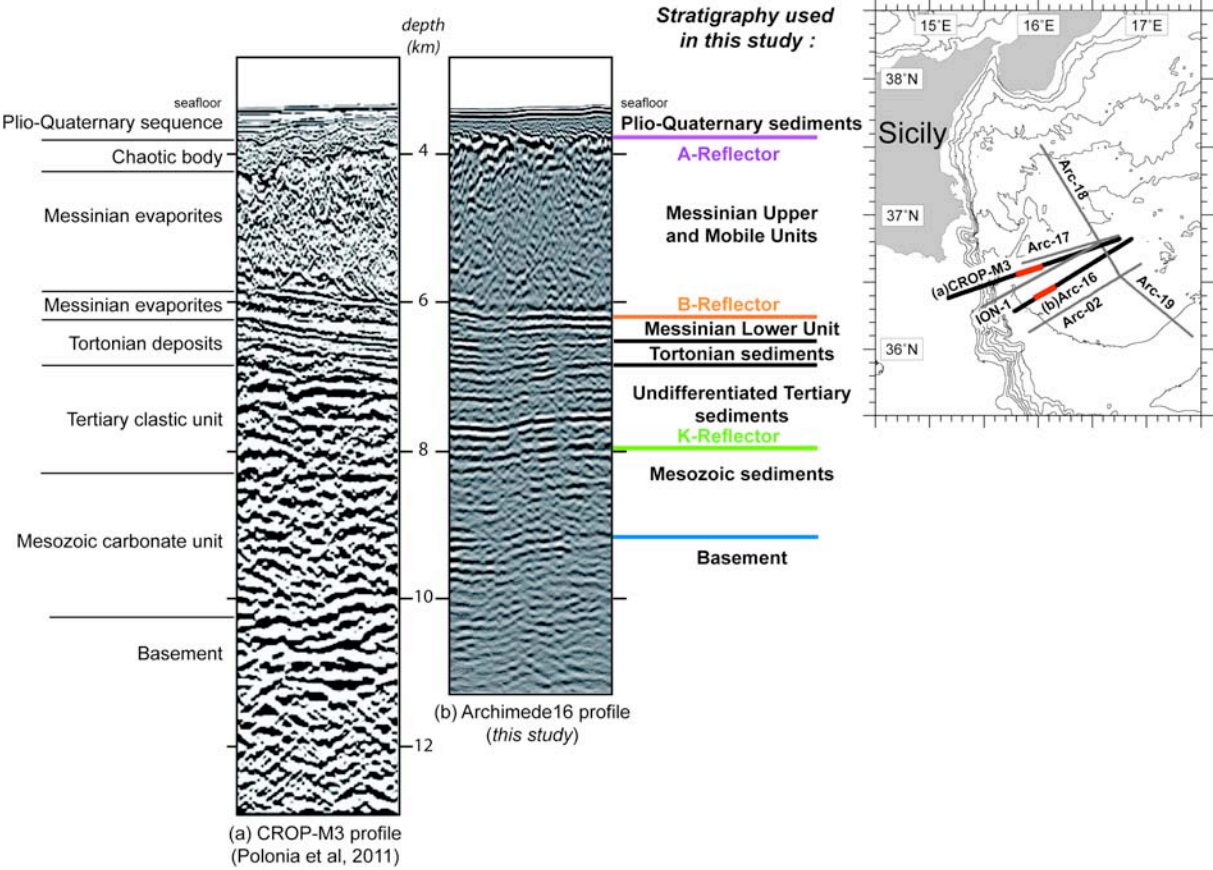 depth
(km)
Stratigraphy used
in this study :
seafloor
Plio-Quaternary sequence
Chaotic body
Messinian evaporites
Messinian evaporites
Tortonian deposits
Tertiary clastic unit
Mesozoic carbonate unit
Basement
4
6
8
10
12
(a) CROP-M3 profile
(Polonia et al, 2011)
(b) Archimede16 profile
(this study)
seafloor
Plio-Quaternary sediments
A-Reflector
Messinian Upper
and Mobile Units
B-Reflector
Messinian Lower Unit
Tortonian sediments
Undifferentiated Tertiary
sediments
K-Reflector
Mesozoic sediments
Basement
15°E
16°E
17°E
38°N
Sicily
37°N
36°N
Arc-18
Arc-17
(a)CROP-M3
ION-1
(b)Arc-16
Arc-02
Arc-19